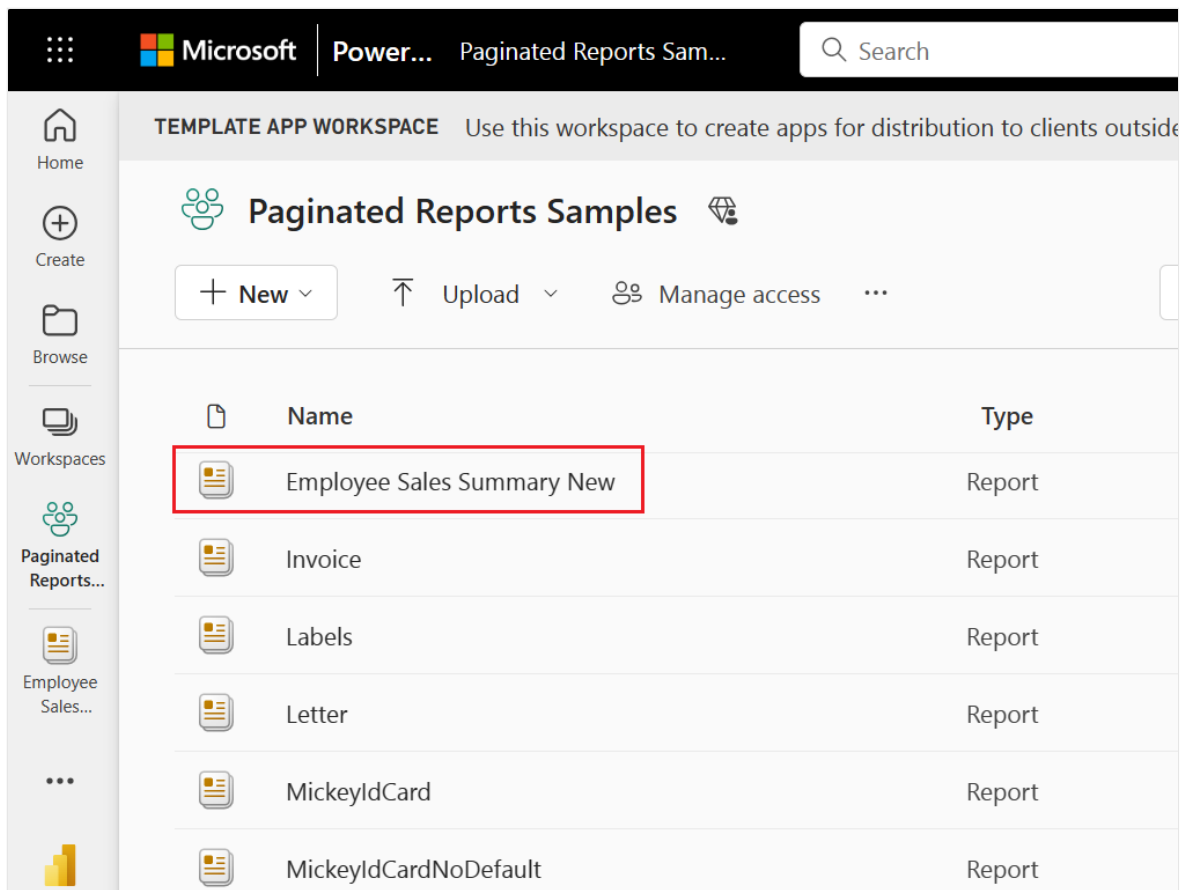 Microsoft Power... Paginated Reports Sam... Search
TEMPLATE APP WORKSPACE Use this workspace to create apps for distribution to clients outside
Home
Create
Browse
Workspaces
Paginated
Reports...
Employee
Sales...
Paginated Reports Samples
New Upload Manage access ...
Name Type
Employee Sales Summary New Report
Invoice Report
Labels Report
Letter Report
MickeyIdCard Report
MickeyIdCardNoDefault Report